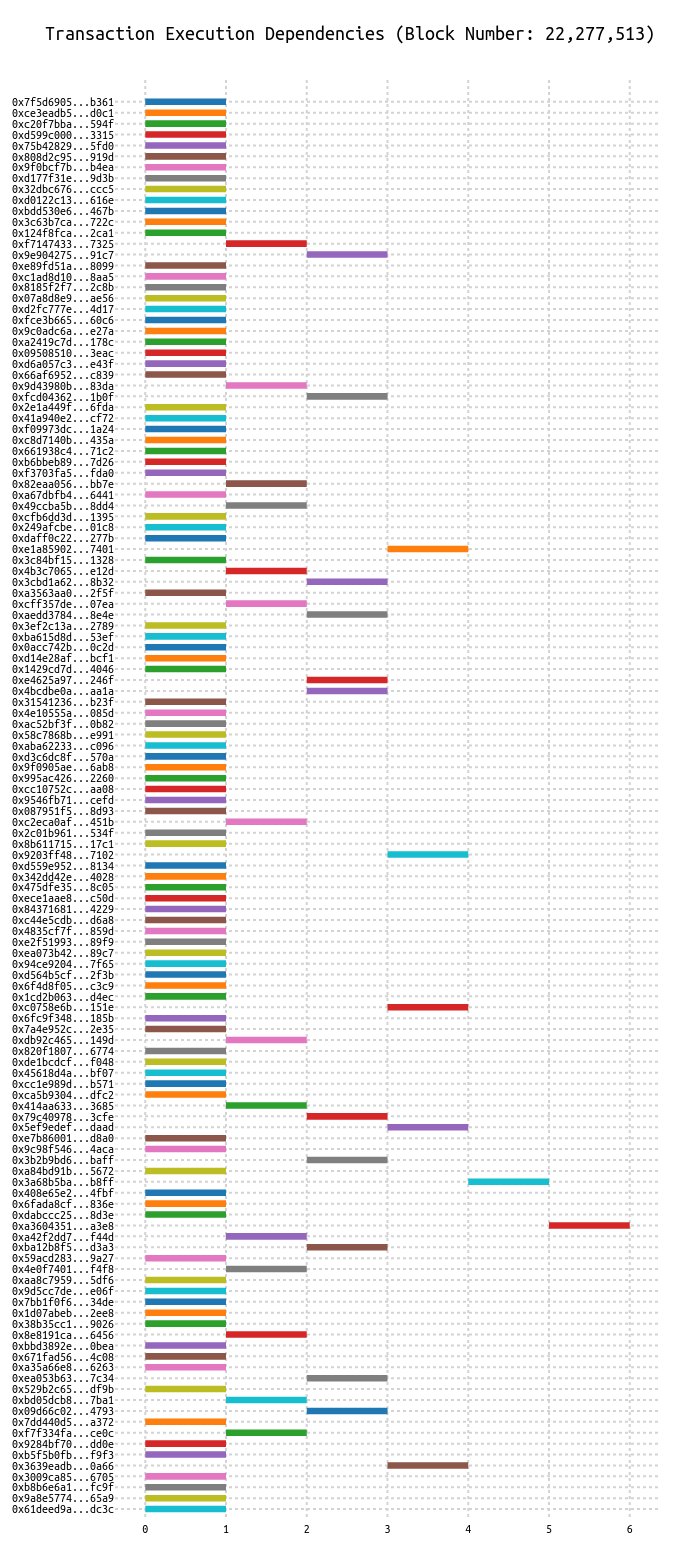 Transaction Execution Dependencies (Block Number: 22,277,513)
0x7f5d6905...b361
0xce3eadb5...d0c1
0xc20f7bba...594f
0xd599c000...3315
0x75b42829...5fd0
0x808d2c95...919d
0x9f0bcf7b...b4ea
0xd177f31e...9d3b
0x32dbc676...ccc5
0xd0122c13...616e
0xbdd530e6...467b
0x3c63b7ca...722c
0x124f8fca...2ca1
0xf7147433...7325
0x9e904275...91c7
0xe89fd51a...8099
0xc1ad8d10...8aa5
0x8185f2f7...2c8b
0x07a8d8e9...ae56
0xd2fc777e...4d17
0xfce3b665...60c6
0x9c0adc6a...e27a
0xa2419c7d...178c
0x09508510...3eac
0xd6a057c3...e43f
0x66af6952...c839
0x9d43980b...83da
0xfcd04362...1b0f
0x2e1a449f...6fda
0x41a940e2...cf72
0xf09973dc...1a24
0xc8d7140b...435a
0x661938c4...71c2
0xb6bbeb89...7d26
0xf3703fa5...fda0
0x82eaa056...bb7e
0xa67dbfb4...6441
0x49ccba5b...8dd4
0xcfb6dd3d...1395
0x249afcbe...01c8
0xdaff0c22...277b
0xe1a85902...7401
0x3c84bf15...1328
0x4b3c7065...e12d
0x3cbd1a62...8b32
0xa3563aa0...2f5f
0xcff357de...07ea
0xaedd3784...8e4e
0x3ef2c13a...2789
0xba615d8d...53ef
0x0acc742b...0c2d
0xd14e28af...bcf1
0x1429cd7d...4046
0xe4625a97...246f
0x4bcdbe0a...aa1a
0x31541236...b23f
0x4e10555a...085d
0xac52bf3f...0b82
0x58c7868b...e991
0xaba62233...c096
0xd3c6dc8f...570a
0x9f0905ae...6ab8
0x995ac426...2260
0xcc10752c...aa08
0x9546fb71...cefd
0x087951f5...8d93
0xc2eca0af...451b
0x2c01b961...534f
0x8b611715...17c1
0x9203ff48...7102
0xd559e952...8134
0x342dd42e...4028
0x475dfe35...8c05
0xece1aae8...c50d
0x84371681...4229
0xc44e5cdb...d6a8
0x4835cf7f...859d
0xe2f51993...89f9
0xea073b42...89c7
0x94ce9204...7f65
0xd564b5cf...2f3b
0x6f4d8f05...c3c9
0x1cd2b063...d4ec
0xc0758e6b...151e
0x6fc9f348...185b
0x7a4e952c...2e35
0xdb92c465...149d
0x820f1807...6774
0xde1bcdcf...f048
0x45618d4a...bf07
0xcc1e989d...b571
0xca5b9304...dfc2
0x414aa633...3685
0x79c40978...3cfe
0x5ef9edef...daad
0xe7b86001...d8a0
0x9c98f546...4aca
0x3b2b9bd6...baff
0xa84bd91b...5672
0x3a68b5ba...b8ff
0x408e65e2...4fbf
0x6fada8cf...836e
0xdabccc25...8d3e
0xa3604351...a3e8
0xa42f2dd7...f44d
0xba12b8f5...d3a3
0x59acd283...9a27
0x4e0f7401...f4f8
0xaa8c7959...5df6
0x9d5cc7de...e06f
0x7bb1f0f6...34de
0x1d07abeb...2ee8
0x38b35cc1...9026
0x8e8191ca...6456
0xbbd3892e...0bea
0x671fad56...4c08
0xa35a66e8...6263
0xea053b63...7c34
0x529b2c65...df9b
0xbd05dcb8...7ba1
0x09d66c02...4793
0x7dd440d5...a372
0xf7f334fa...ce0c
0x9284bf70...dd0e
0xb5f5b0fb...f9f3
0x3639eadb...0a66
0x3009ca85...6705
0xb8b6e6a1...fc9f
0x9a8e5774...65a9
0x61deed9a...dc3c
0 1 2 3 4 5 6